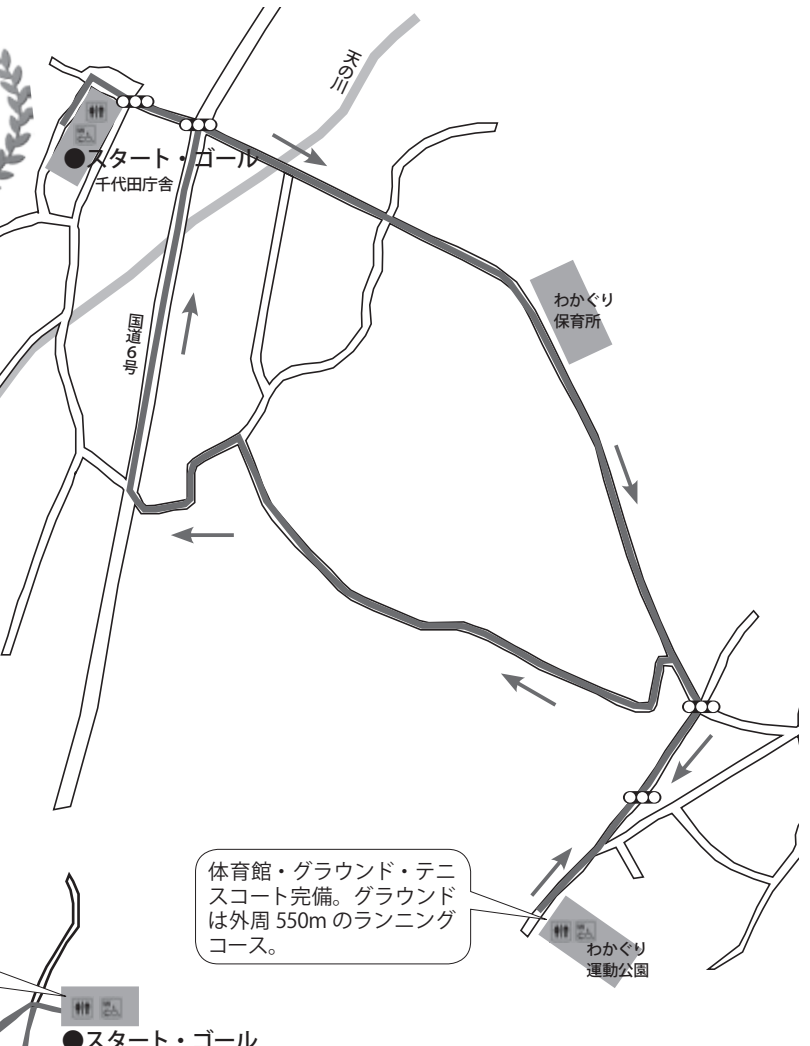 天の川
●スタート・ゴール
千代田庁舎
国道6号
わかぐり
保育所
体育館・グラウンド・テニ
スコート完備。グラウンド
は外周 550m のランニング
コース。
わかぐり
運動公園
●スタート・ゴール